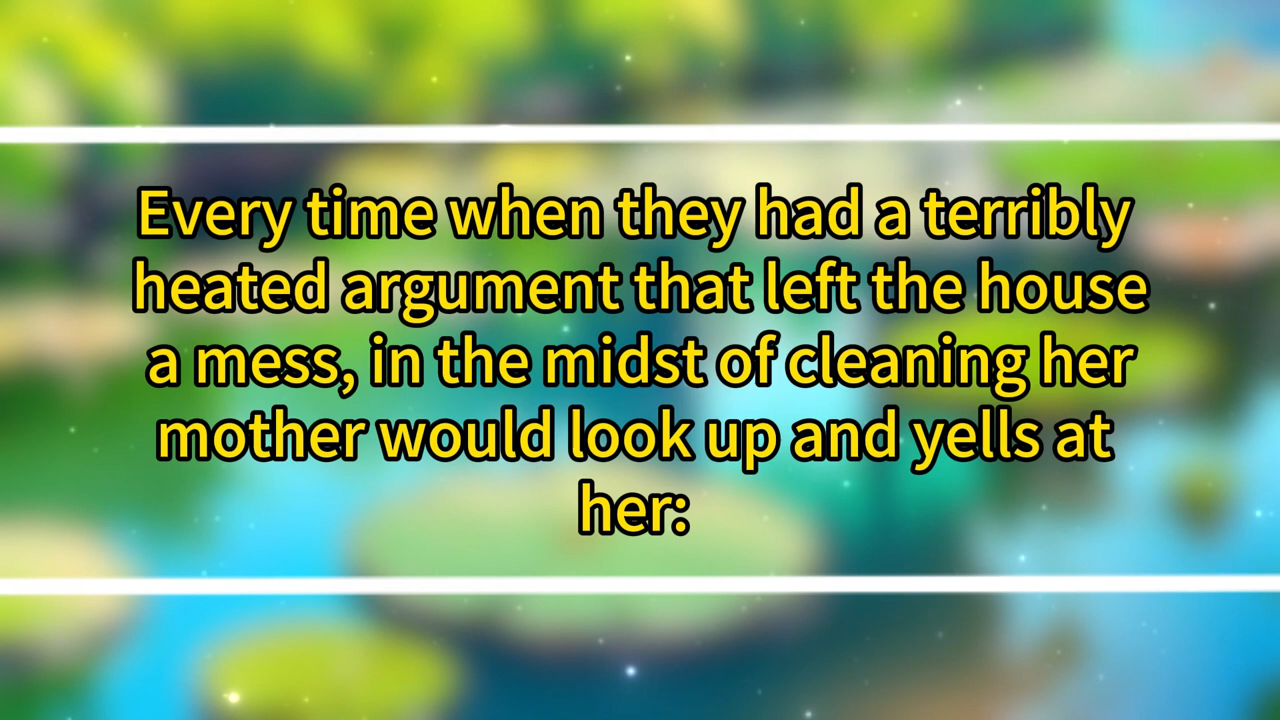 Every time when they had a terribly
heated argument that left the house
a mess, in the midst of cleaning her
mother would look up and yells at
her: